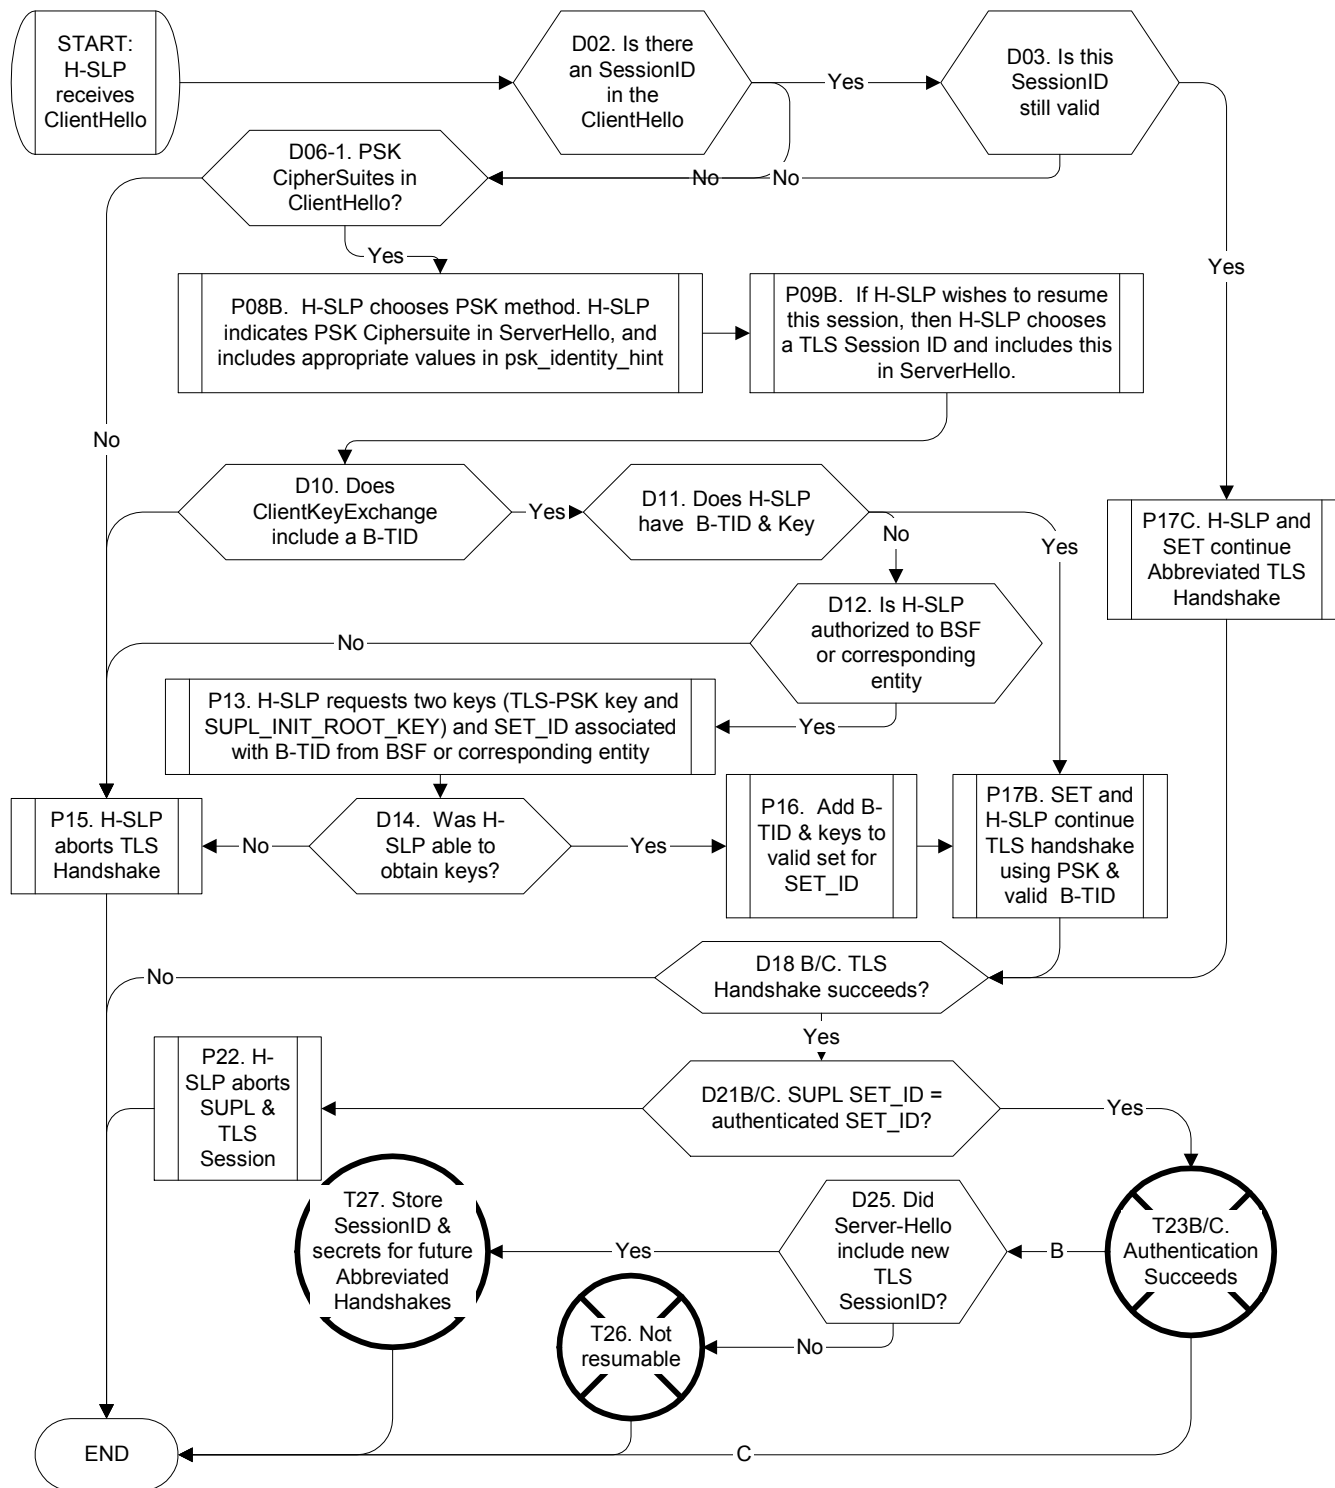 START:
H-SLP
receives
ClientHello
D02. Is there
an SessionID
in the
ClientHello
Yes
D03. Is this
SessionID
still valid
D06-1. PSK
CipherSuites in
ClientHello?
No
No
Yes
Yes
P08B.  H-SLP chooses PSK method. H-SLP
indicates PSK Ciphersuite in ServerHello, and
includes appropriate values in psk_identity_hint
P09B.  If H-SLP wishes to resume
this session, then H-SLP chooses
a TLS Session ID and includes this
in ServerHello.
No
D10. Does
ClientKeyExchange
include a B-TID
Yes
D11. Does H-SLP
have  B-TID & Key
No
Yes
P17C. H-SLP and
SET continue
Abbreviated TLS
Handshake
D12. Is H-SLP
authorized to BSF
or corresponding
entity
No
P13. H-SLP requests two keys (TLS-PSK key and
SUPL_INIT_ROOT_KEY) and SET_ID associated
with B-TID from BSF or corresponding entity
Yes
P15. H-SLP
aborts TLS
Handshake
No
D14.  Was H-
SLP able to
obtain keys?
Yes
P16.  Add B-
TID & keys to
valid set for
SET_ID
P17B. SET and
H-SLP continue
TLS handshake
using PSK &
valid  B-TID
No
D18 B/C. TLS
Handshake succeeds?
Yes
P22. H-
SLP aborts
SUPL &
TLS
Session
D21B/C. SUPL SET_ID =
authenticated SET_ID?
Yes
T27. Store
SessionID &
secrets for future
Abbreviated
Handshakes
Yes
D25. Did
Server-Hello
include new
TLS
SessionID?
B
T23B/C.
Authentication
Succeeds
T26. Not
resumable
No
END
C